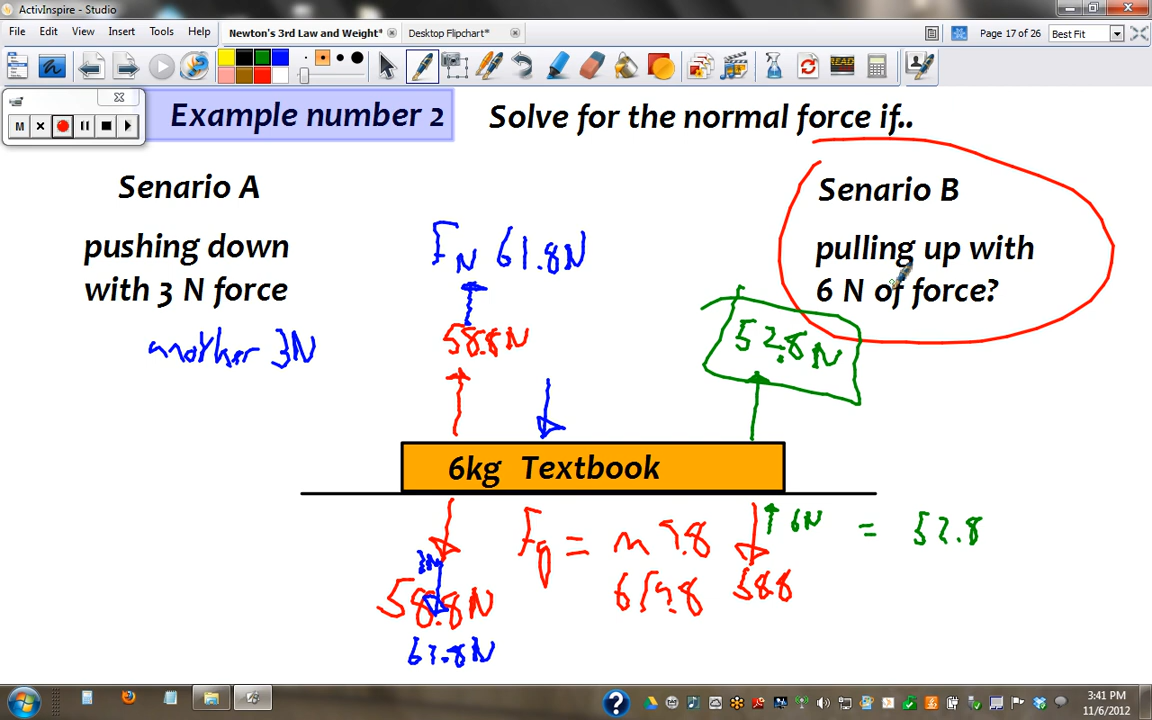 ActivInspire - Studio
File Edit View Insert Tools Help
Newton's 3rd Law and Weight*
Desktop Flipchart*
Page 17 of 26
Best Fit
READ
M
Example number 2
Solve for the normal force if..
Senario A
Senario B
pushing down
with 3 N force
another 3N
FN 61.8N
58.8N
pulling up with
6 N of force?
52.8N
6kg Textbook
Fg = m 9.8
6(9.8
3N
58.8N
61.8N
6N
= 52.8
588
3:41 PM
11/6/2012